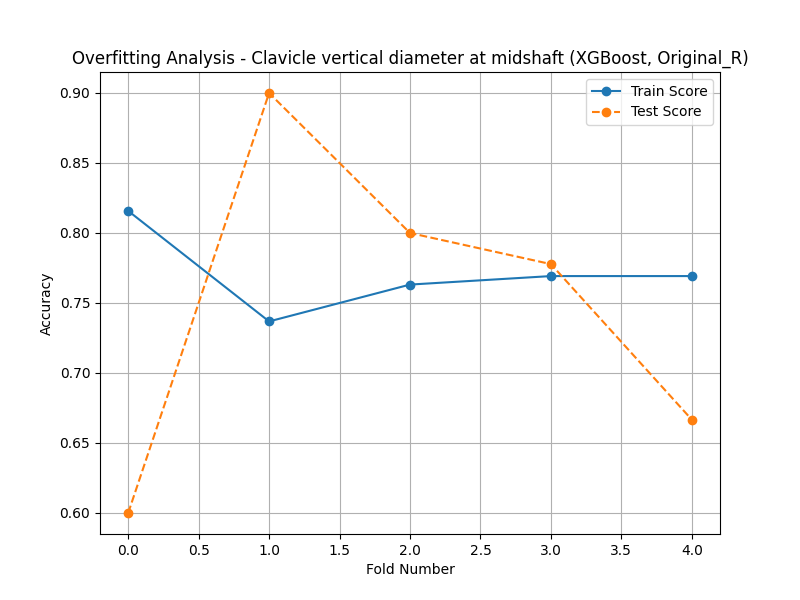 Overfitting Analysis - Clavicle vertical diameter at midshaft (XGBoost, Original_R)
Train Score
Test Score
0.90
0.85
0.80
0.75
0.70
0.65
0.60
Accuracy
0.0 0.5 1.0 1.5 2.0 2.5 3.0 3.5 4.0
Fold Number